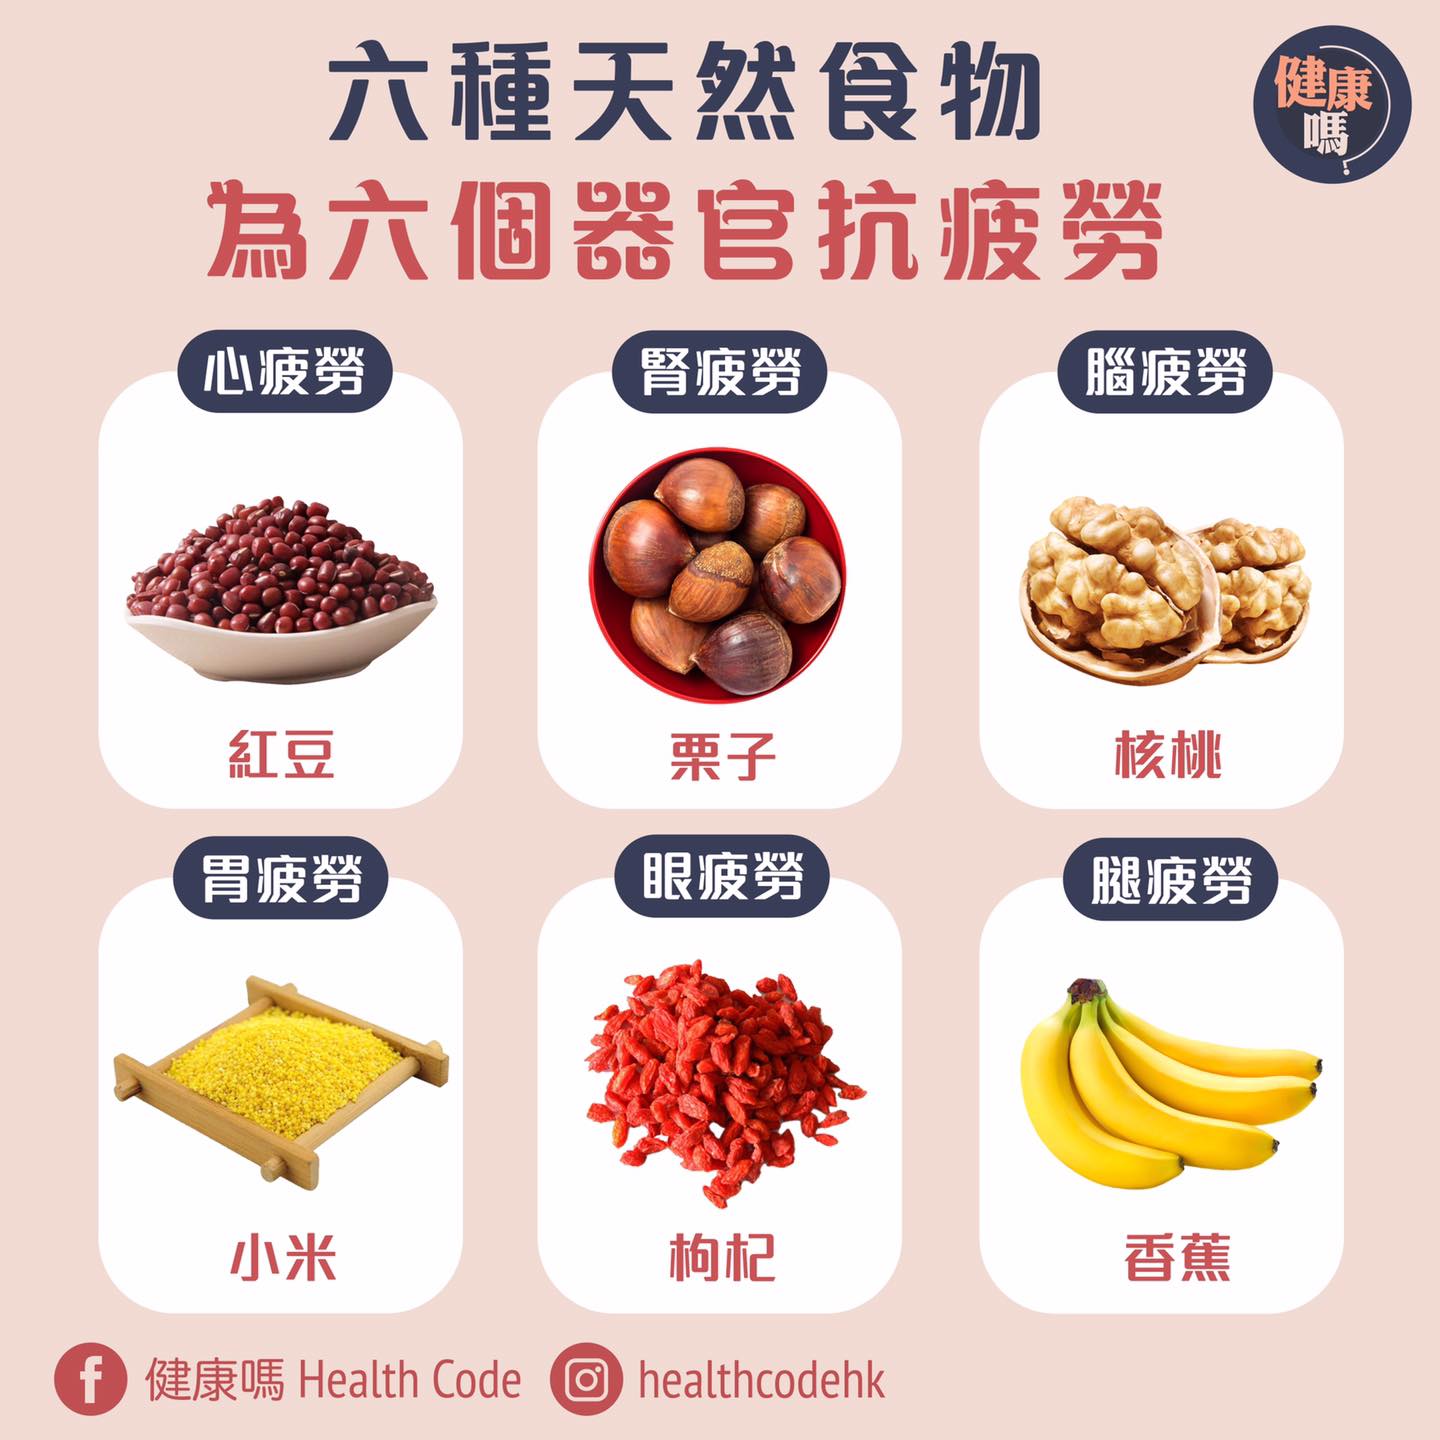 六種天然食物
健康
嗎?
為六個器官抗疲勞
心疲勞
腎疲勞
腦疲勞
紅豆
栗子
核桃
胃疲勞
眼疲勞
腿疲勞
小米
枸杞
香蕉
健康嗎 Health Code
healthcodehk